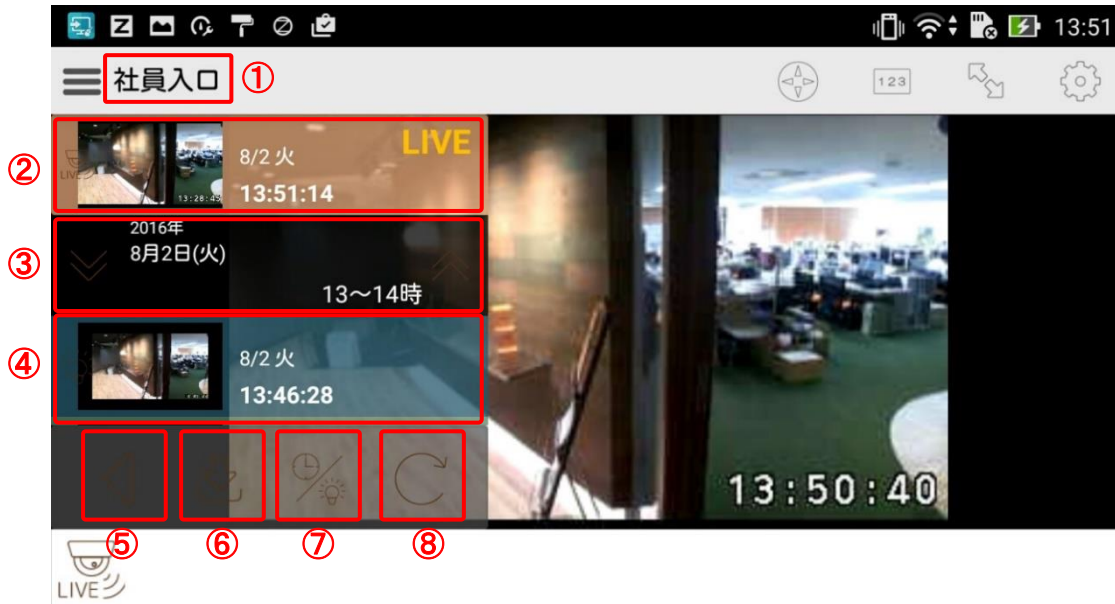 13:51
社員入口 ①
123
② LIVE
8/2 火
13:28:45
13:51:14
LIVE
③ 2016年
8月2日(火)
13～14時
④ 8/2 火
13:46:28
13:50:40
⑤ ⑥ ⑦ ⑧
LIVE